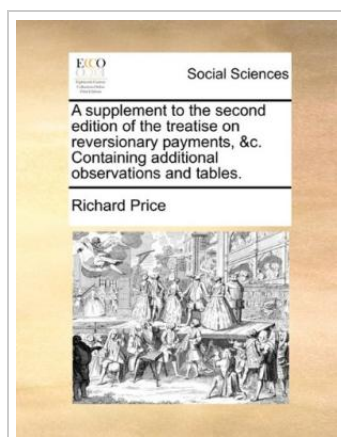 ECCO
Social Sciences
A supplement to the second
edition of the treatise on
reversionary payments, &c.
Containing additional
observations and tables.
Richard Price